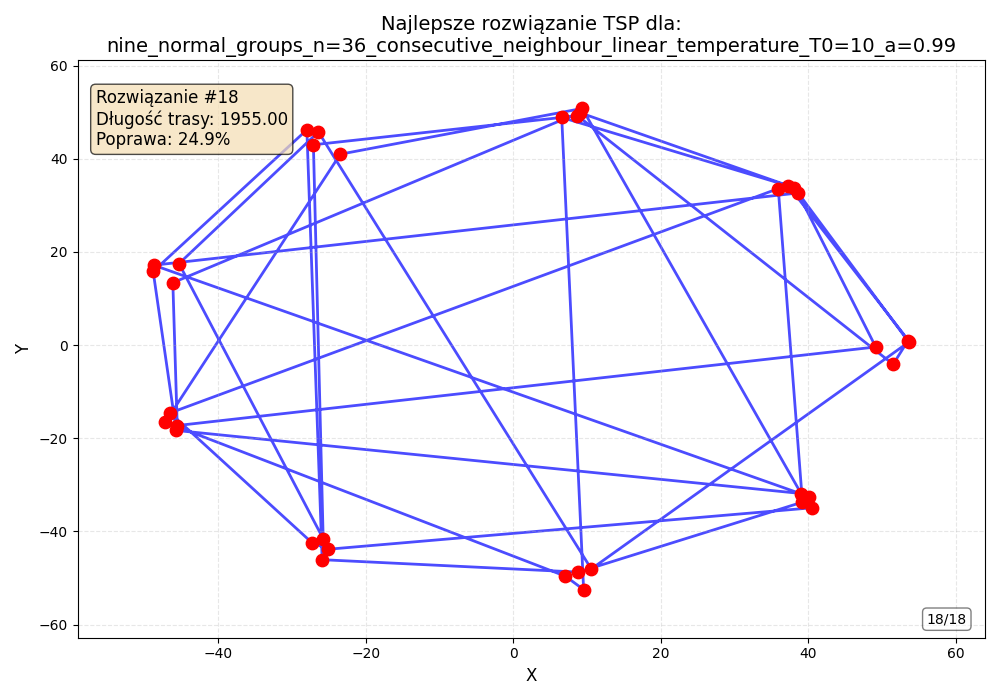 Najlepsze rozwiązanie TSP dla:
nine_normal_groups_n=36_consecutive_neighbour_linear_temperature_T0=10_a=0.99
Rozwiązanie #18
Długość trasy: 1955.00
Poprawa: 24.9%
60
40
20
0
−20
−40
−60
Y
18/18
−40 −20 0 20 40 60
X